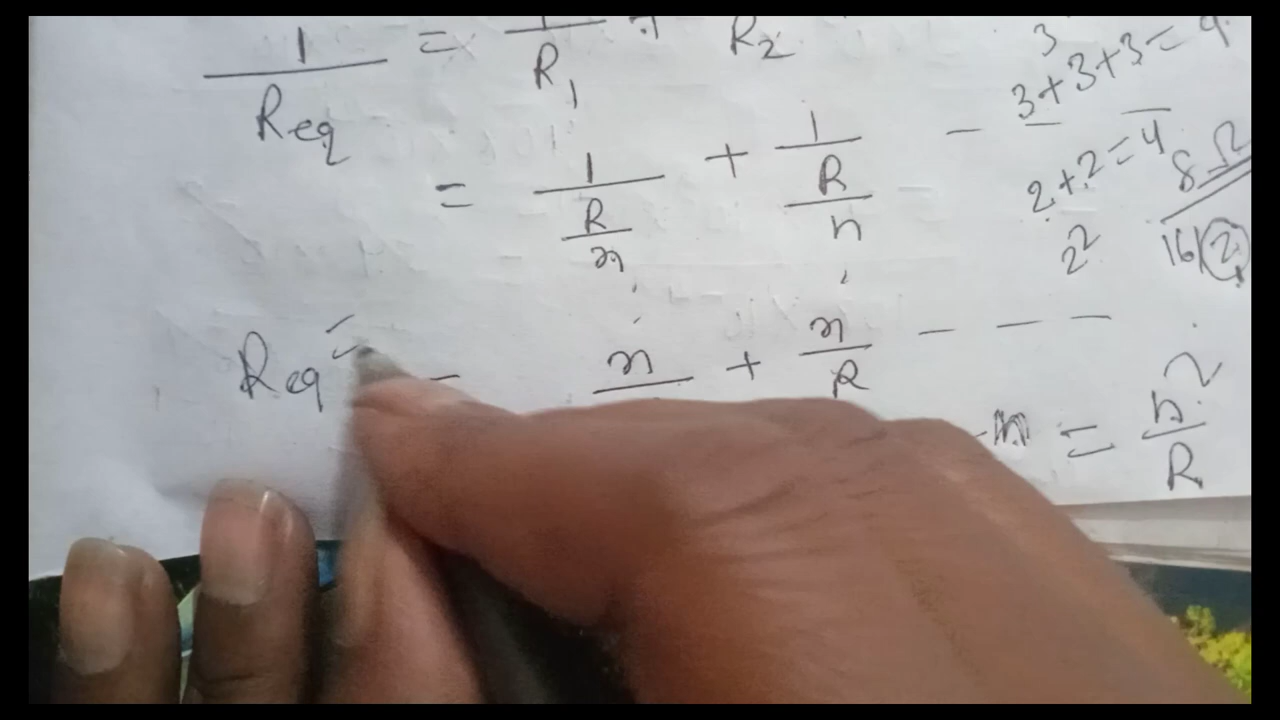 1/Req = 1/R1 + 1/R2
3
3+3+3=9
= 1/(R/n) + 1/(R/n) -
2+2=4
2²
8Ω
16/2
Req = n + n/R - - -
= n²/R